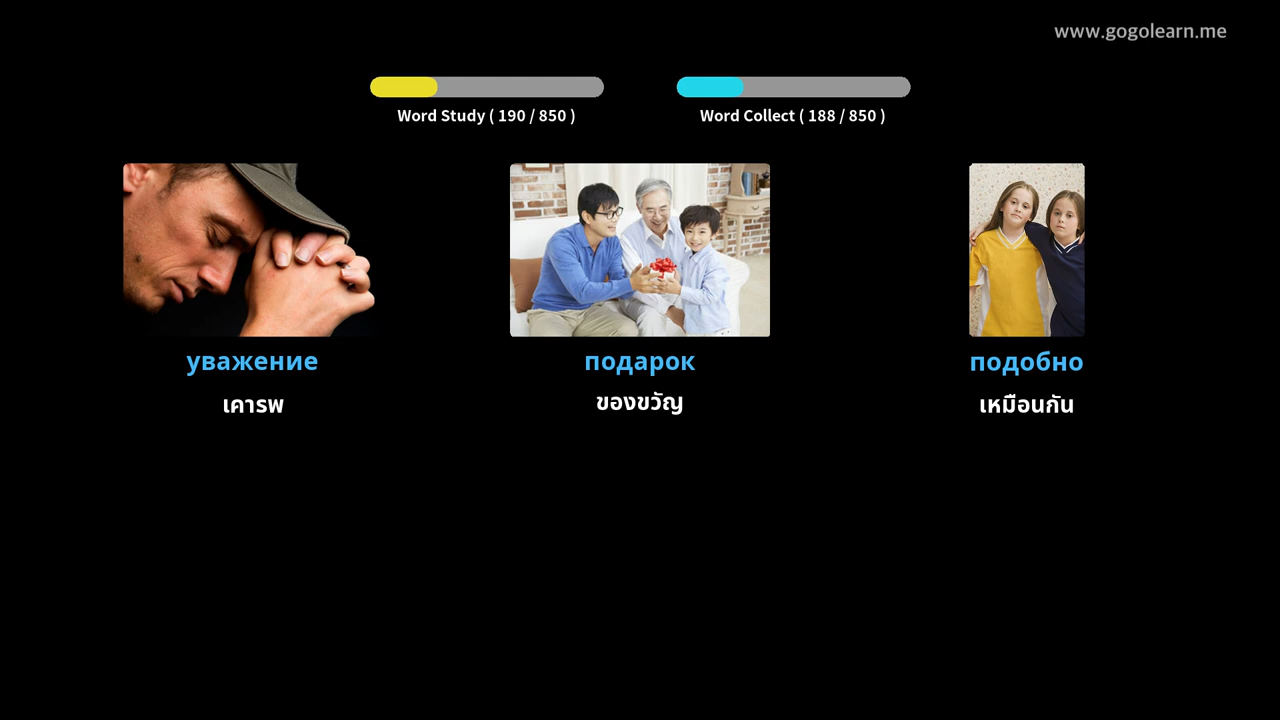 www.gogolearn.me
Word Study ( 190 / 850 )
Word Collect ( 188 / 850 )
уважение
подарок
подобно
เคารพ
ของขวัญ
เหมือนกัน